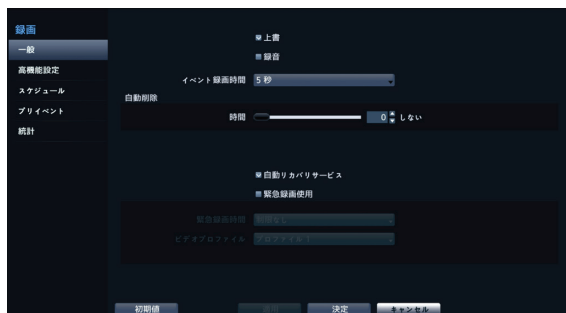 録画
一般
高機能設定
スケジュール
プリイベント
統計
上書
録音
イベント録画時間 5 秒
自動削除
時間 0 しない
自動リカバリサービス
緊急録画使用
緊急録画時間 制限なし
ビデオプロファイル プロファイル 1
初期値 決定 キャンセル